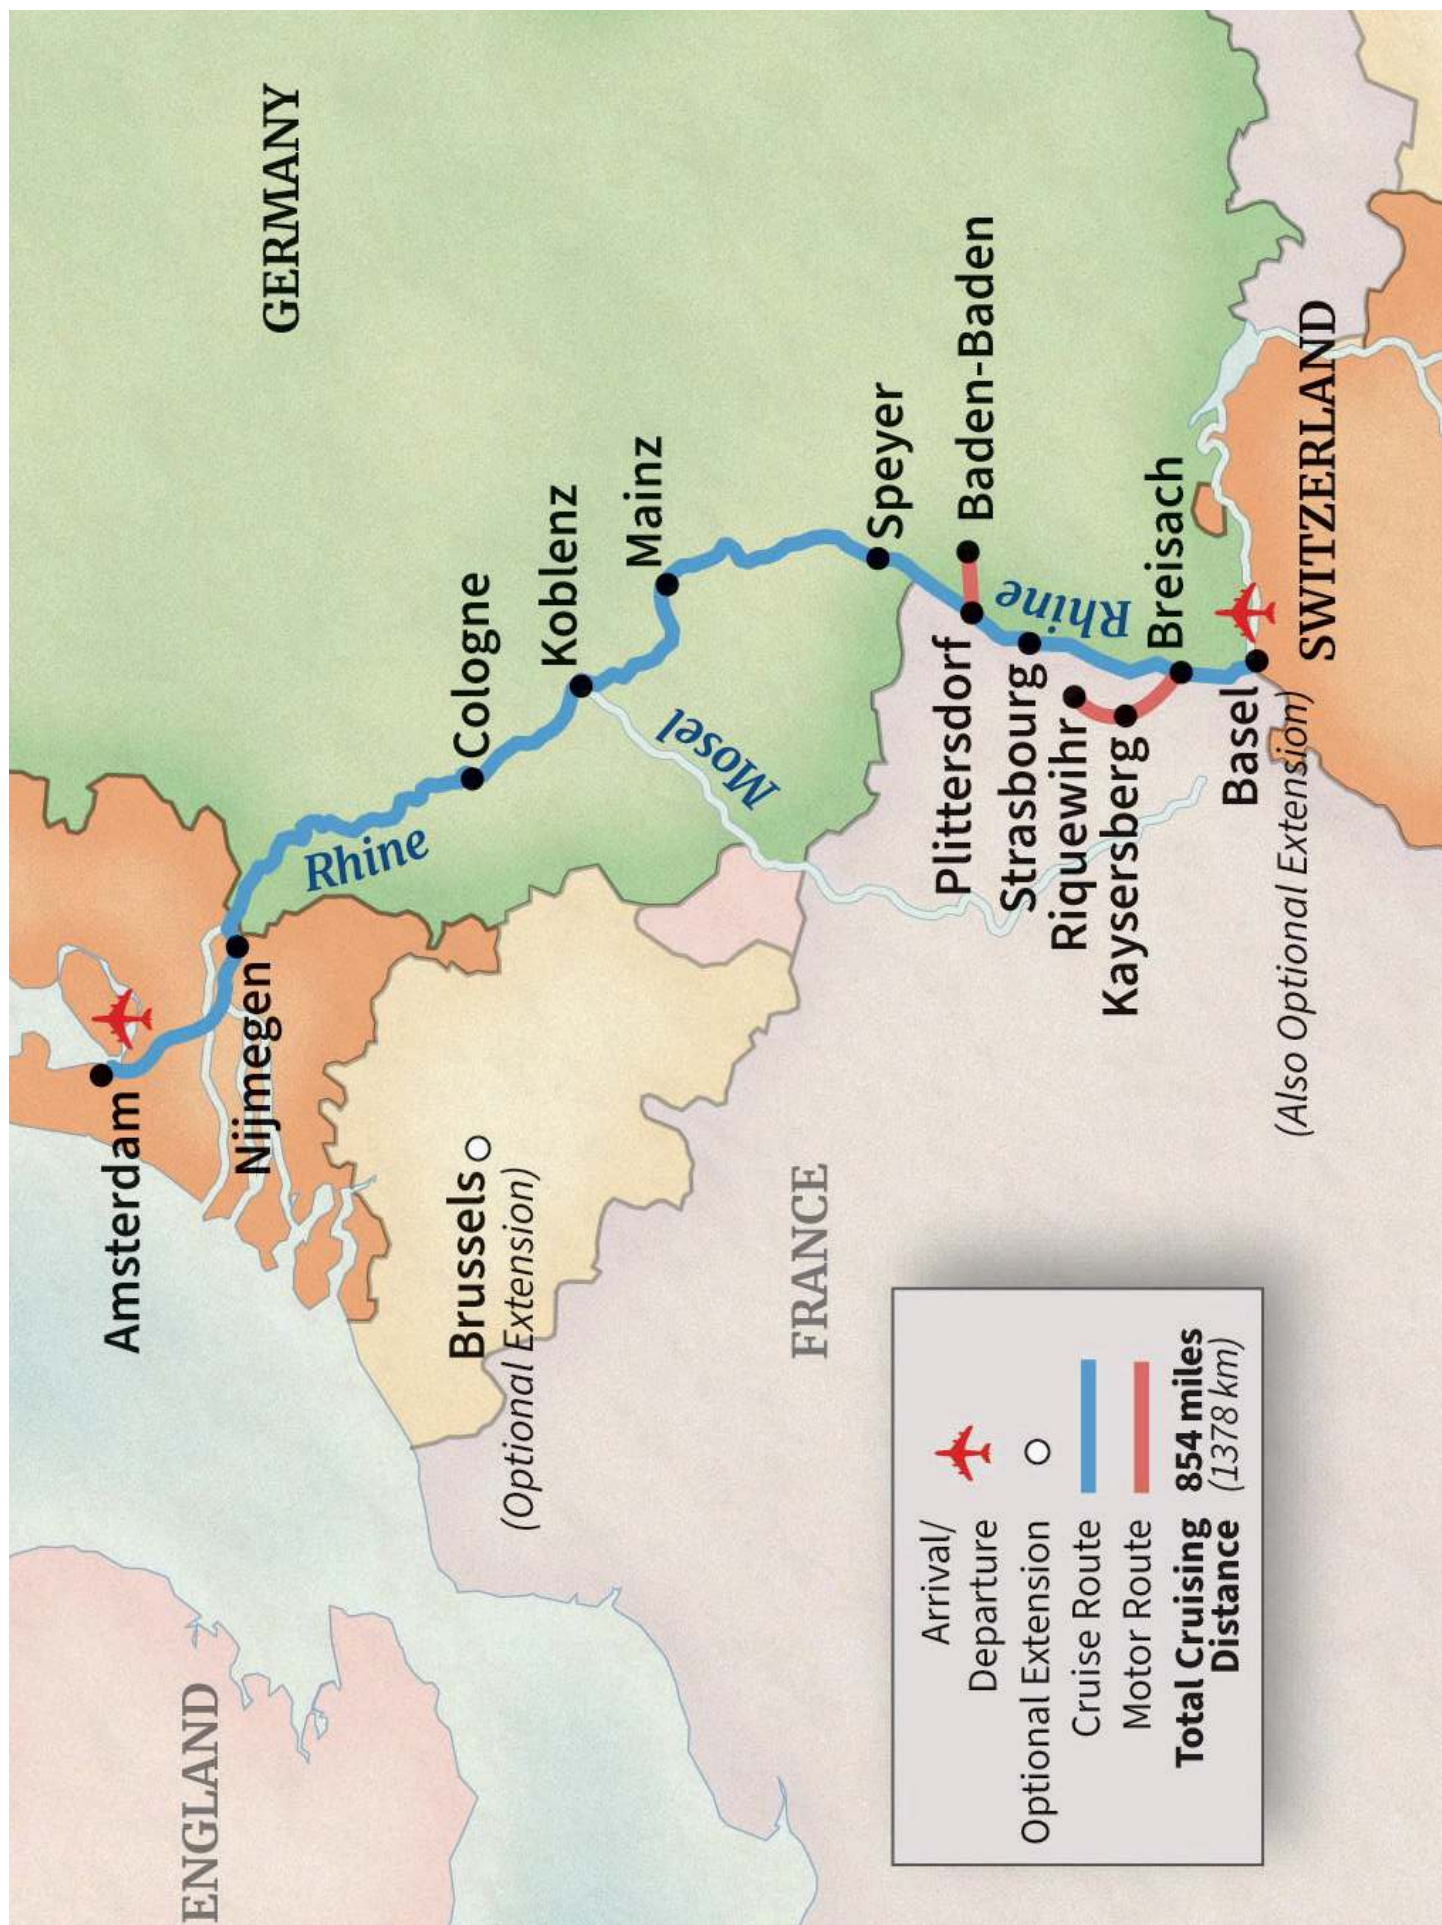 ENGLAND
GERMANY
FRANCE
SWITZERLAND
Amsterdam
Nijmegen
Rhine
Brussels
(Optional Extension)
Cologne
Koblenz
Mosel
Mainz
Speyer
Plittersdorf
Baden-Baden
Strasbourg
Rhine
Riquewihr
Kaysersberg
Breisach
Basel
(Also Optional Extension)
Arrival/
Departure
Optional Extension
Cruise Route
Motor Route
Total Cruising 854 miles
Distance (1378 km)